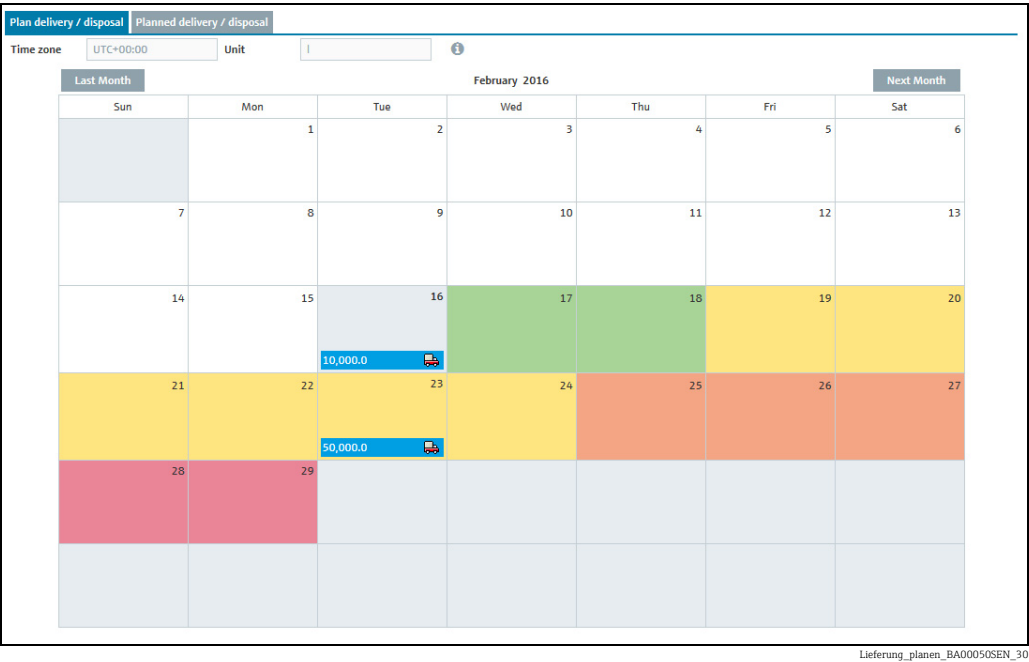 Plan delivery / disposal Planned delivery / disposal
Time zone UTC+00:00 Unit l
Last Month February 2016 Next Month
Sun Mon Tue Wed Thu Fri Sat
1 2 3 4 5 6
7 8 9 10 11 12 13
14 15 16 17 18 19 20
10,000.0
21 22 23 24 25 26 27
50,000.0
28 29
Lieferung_planen_BA00050SEN_30